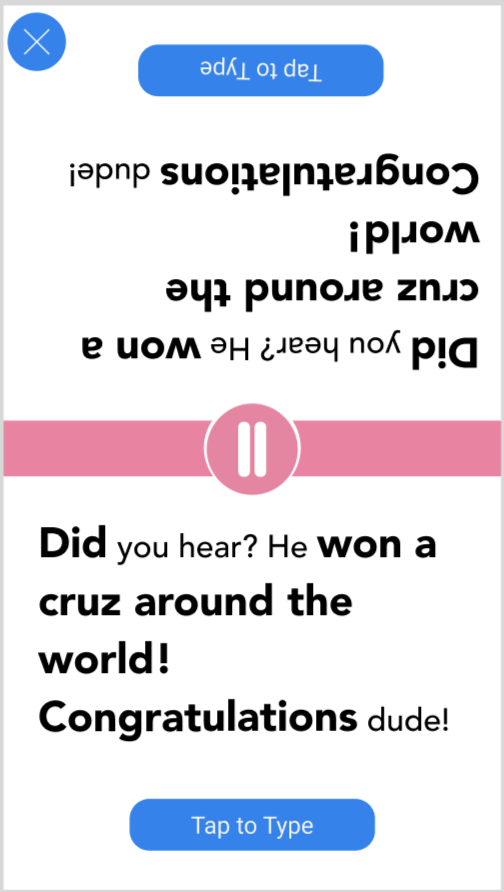 Tap to Type
Did you hear? He won a
cruz around the
world!
Congratulations dude!
Did you hear? He won a
cruz around the
world!
Congratulations dude!
Tap to Type